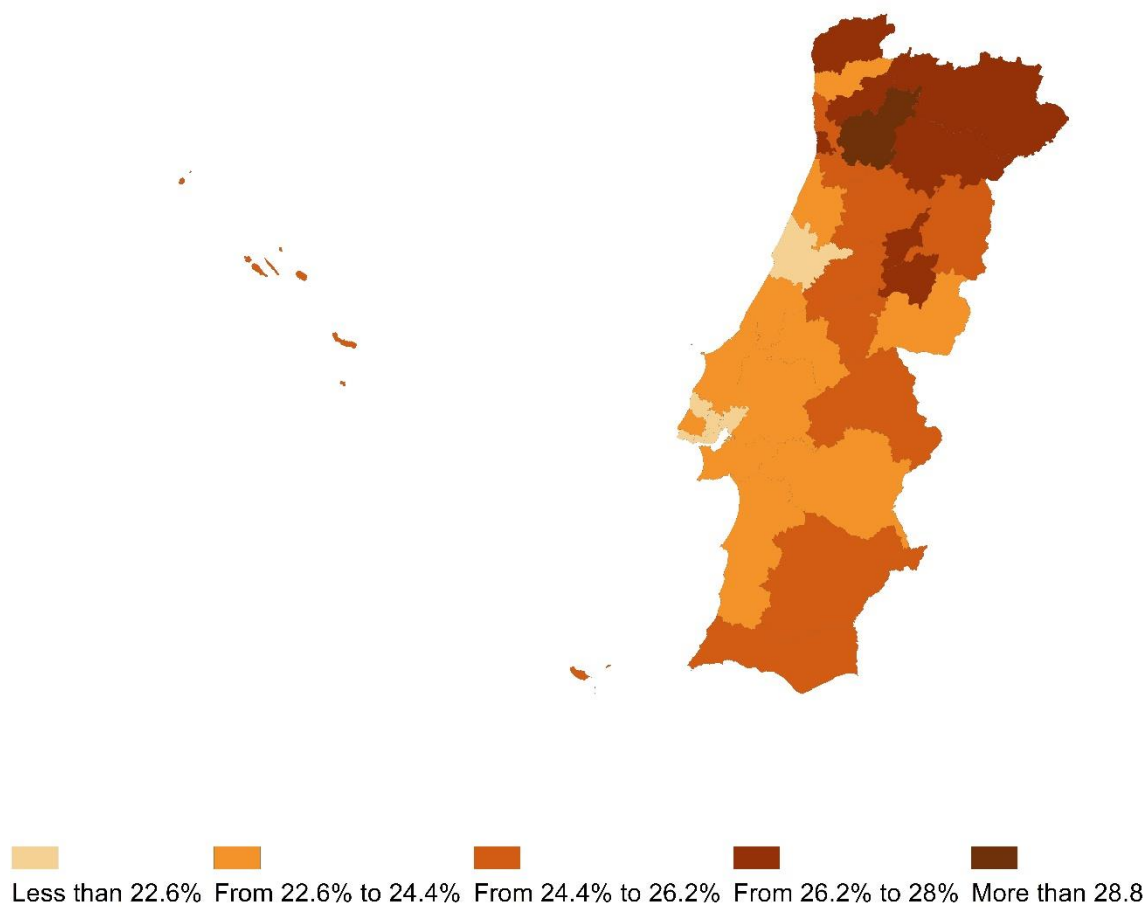 Less than 22.6% From 22.6% to 24.4% From 24.4% to 26.2% From 26.2% to 28% More than 28.8